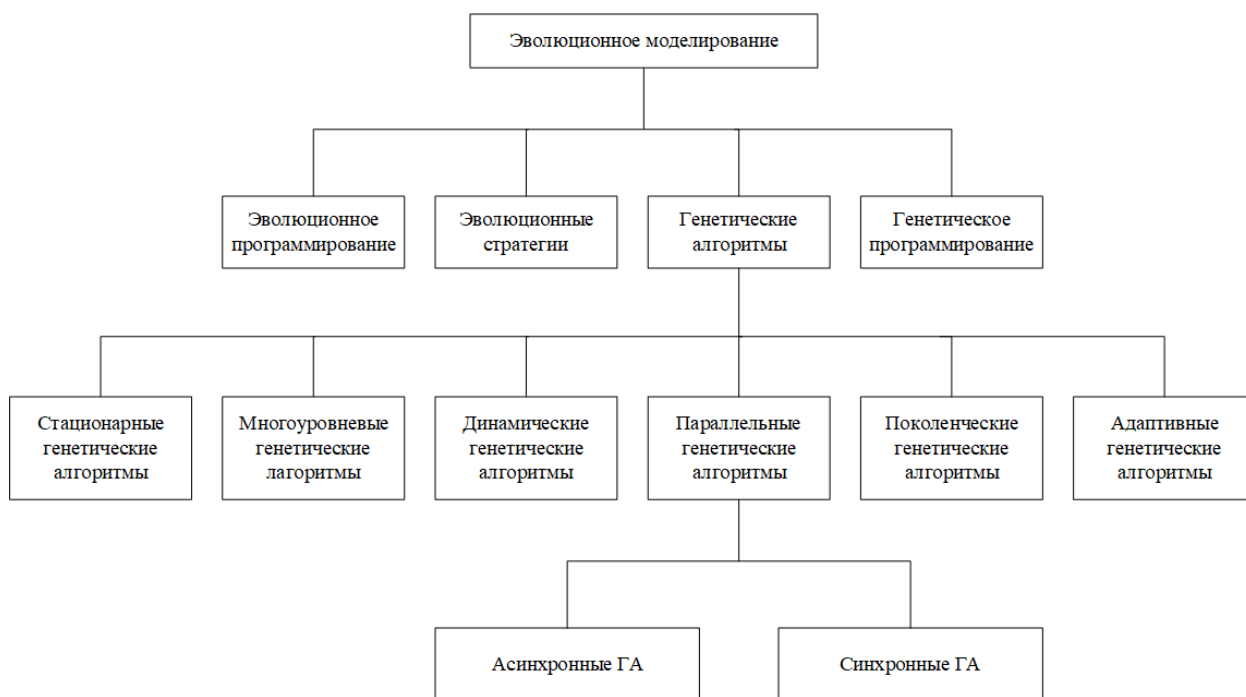 Эволюционное моделирование
Эволюционное
программирование
Эволюционные
стратегии
Генетические
алгоритмы
Генетическое
программирование
Стационарные
генетические
алгоритмы
Многоуровневые
генетические
латоритмы
Динамические
генетические
алгоритмы
Параллельные
генетические
алгоритмы
Поколенческие
генетические
алгоритмы
Адаптивные
генетические
алгоритмы
Асинхронные ГА
Синхронные ГА